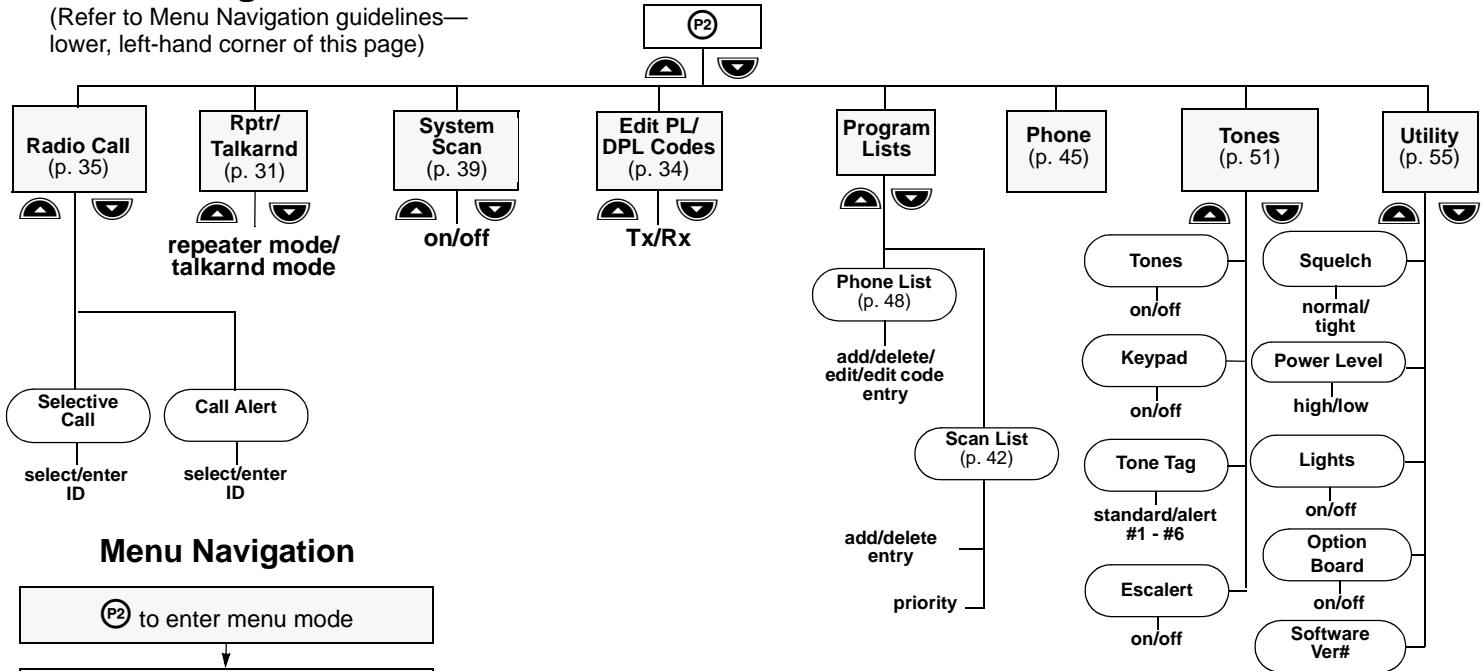 (Refer to Menu Navigation guidelines—
lower, left-hand corner of this page)
P2
Radio Call
(p. 35)
Rptr/
Talkarnd
(p. 31)
System
Scan
(p. 39)
Edit PL/
DPL Codes
(p. 34)
Program
Lists
Phone
(p. 45)
Tones
(p. 51)
Utility
(p. 55)
repeater mode/
talkarnd mode
on/off
Tx/Rx
Selective
Call
select/enter
ID
Call Alert
select/enter
ID
Phone List
(p. 48)
add/delete/
edit/edit code
entry
Scan List
(p. 42)
add/delete
entry
priority
Tones
on/off
Keypad
on/off
Tone Tag
standard/alert
#1 - #6
Escalert
on/off
Squelch
normal/
tight
Power Level
high/low
Lights
on/off
Option
Board
on/off
Software
Ver#
Menu Navigation
P2 to enter menu mode